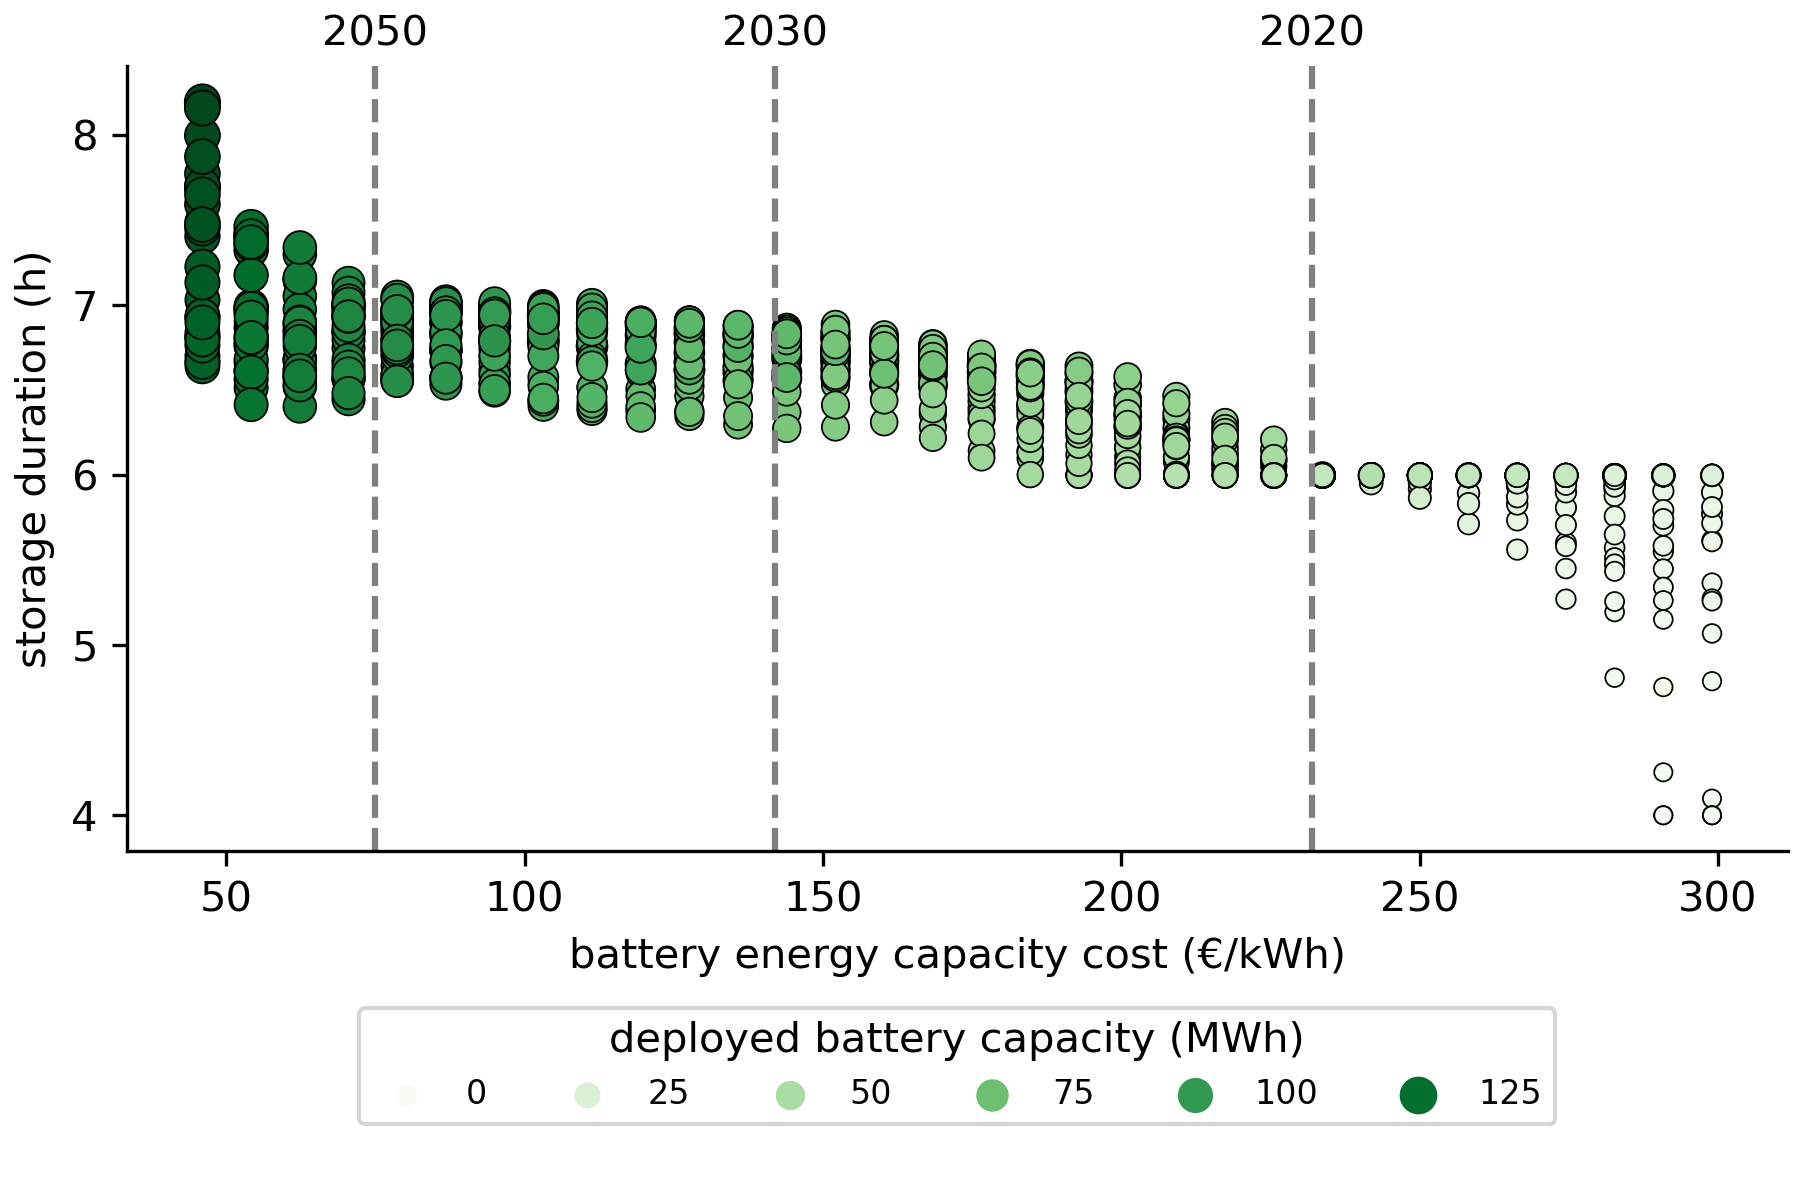 2050 2030 2020
8
7
6
5
4
storage duration (h)
50 100 150 200 250 300
battery energy capacity cost (€/kWh)
deployed battery capacity (MWh)
0 25 50 75 100 125